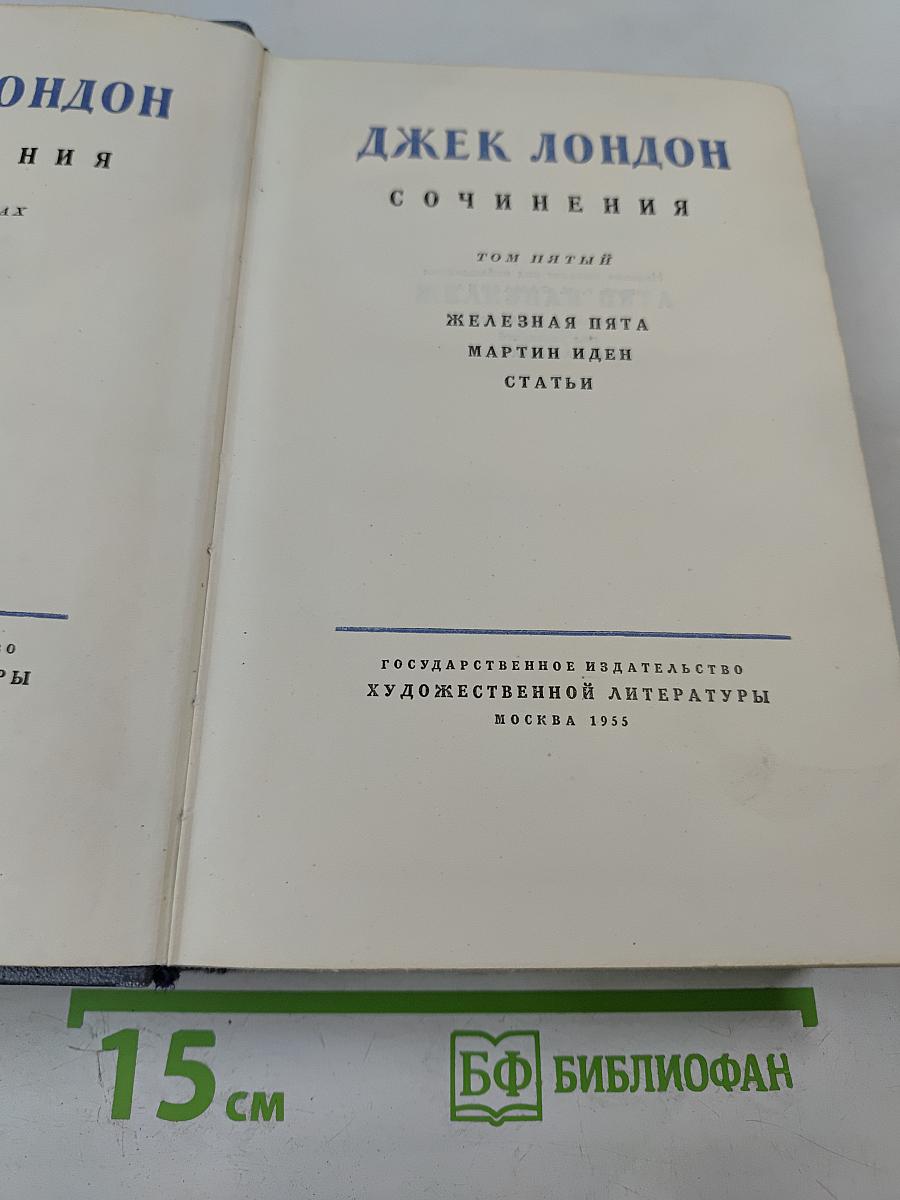 ОНДОН
НИЯ
АХ
О
РЫ
ДЖЕК ЛОНДОН
СОЧИНЕНИЯ
ТОМ ПЯТЫЙ
ЖЕЛЕЗНАЯ ПЯТА
МАРТИН ИДЕН
СТАТЬИ
ГОСУДАРСТВЕННОЕ ИЗДАТЕЛЬСТВО
ХУДОЖЕСТВЕННОЙ ЛИТЕРАТУРЫ
МОСКВА 1955
15 см
БФ БИБЛИОФАН